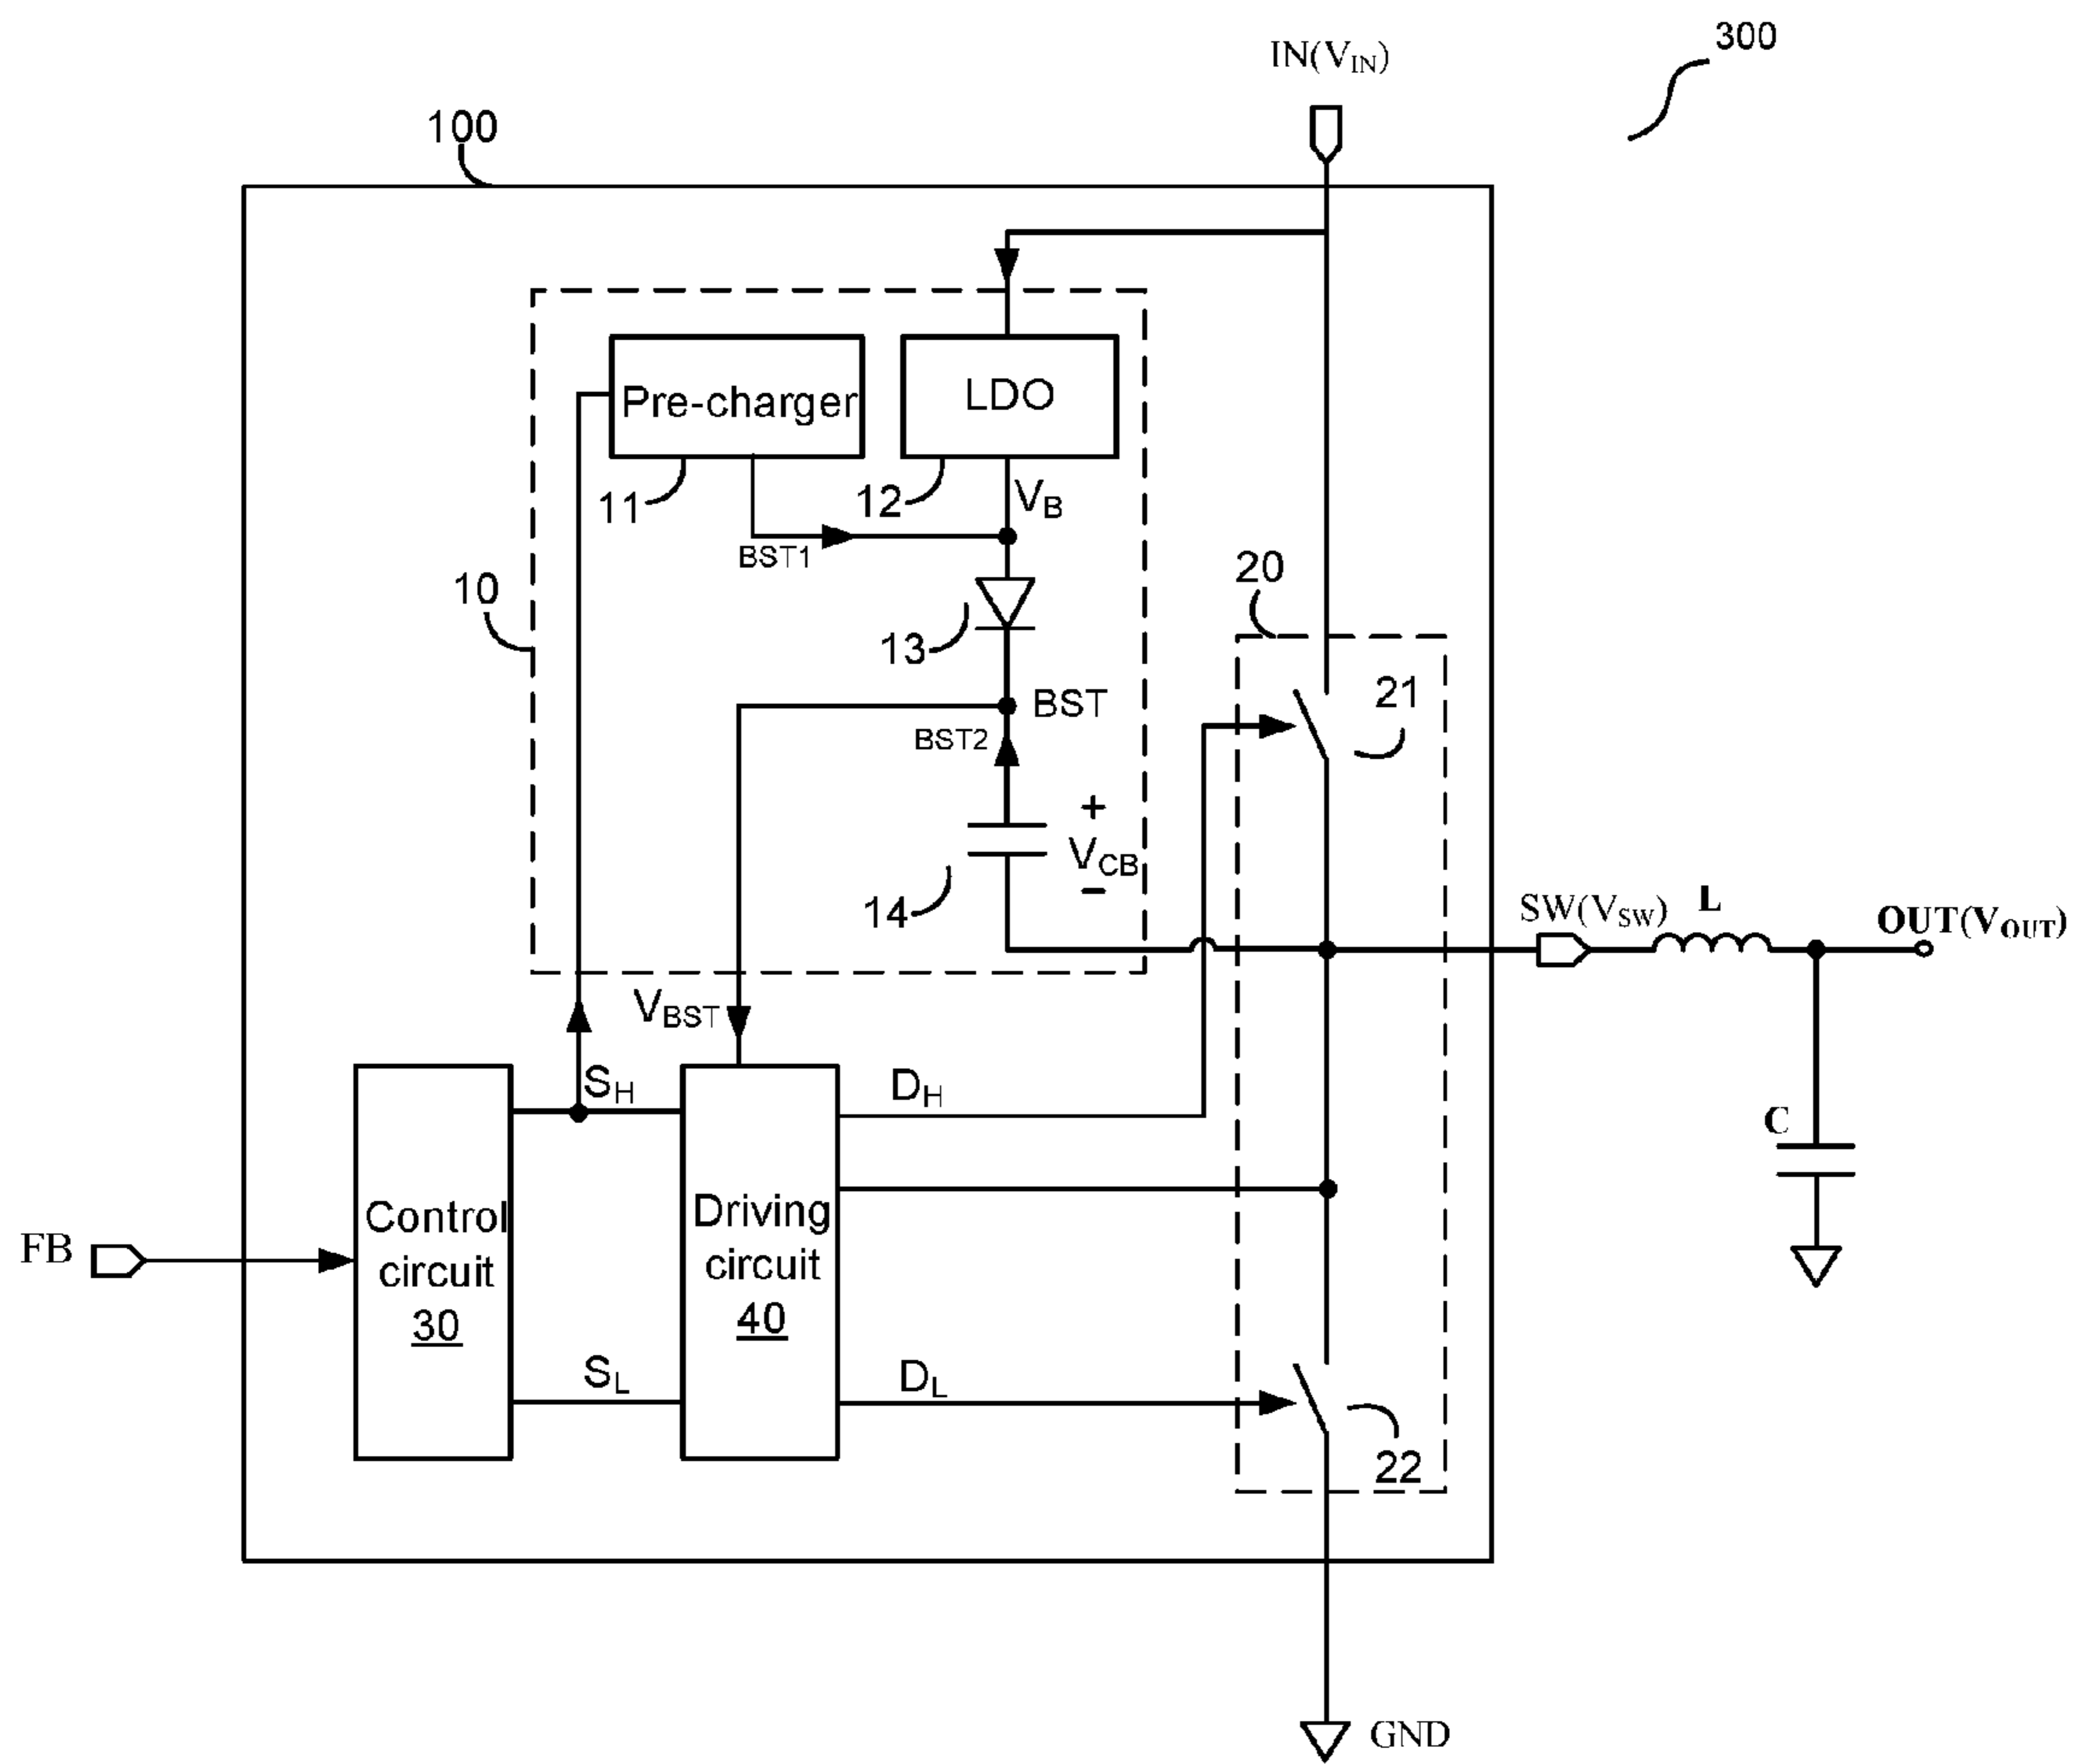 300
IN(VIN)
100
Pre-charger
LDO
11
12
VB
BST1
10
13
20
21
BST
BST2
+
VCB
−
14
SW(VSW)
L
OUT(VOUT)
VBST
SH
DH
C
Control
circuit
30
Driving
circuit
40
FB
SL
DL
22
GND